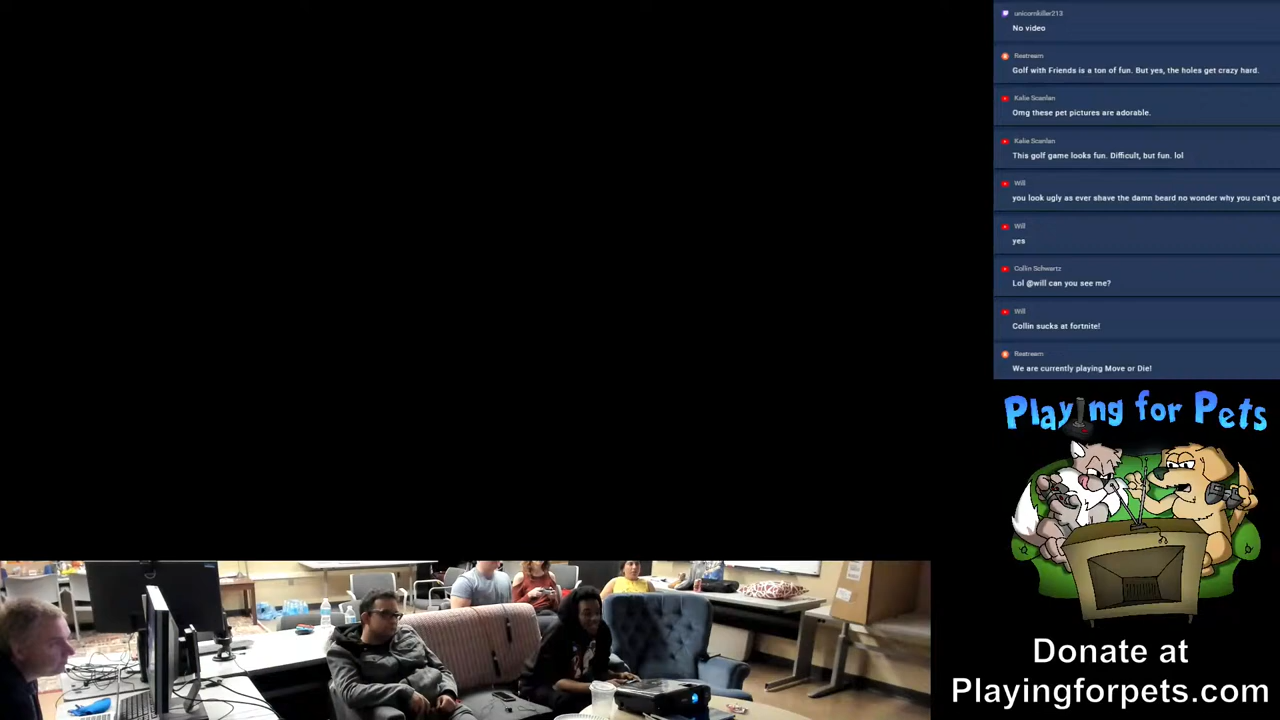 unicornkiller213
No video
Restream
Golf with Friends is a ton of fun. But yes, the holes get crazy hard.
Kalie Scanlan
Omg these pet pictures are adorable.
Kalie Scanlan
This golf game looks fun. Difficult, but fun. lol
Will
you look ugly as ever shave the damn beard no wonder why you can't ge
Will
yes
Collin Schwartz
Lol @will can you see me?
Will
Collin sucks at fortnite!
Restream
We are currently playing Move or Die!
Playing for Pets
Donate at
Playingforpets.com